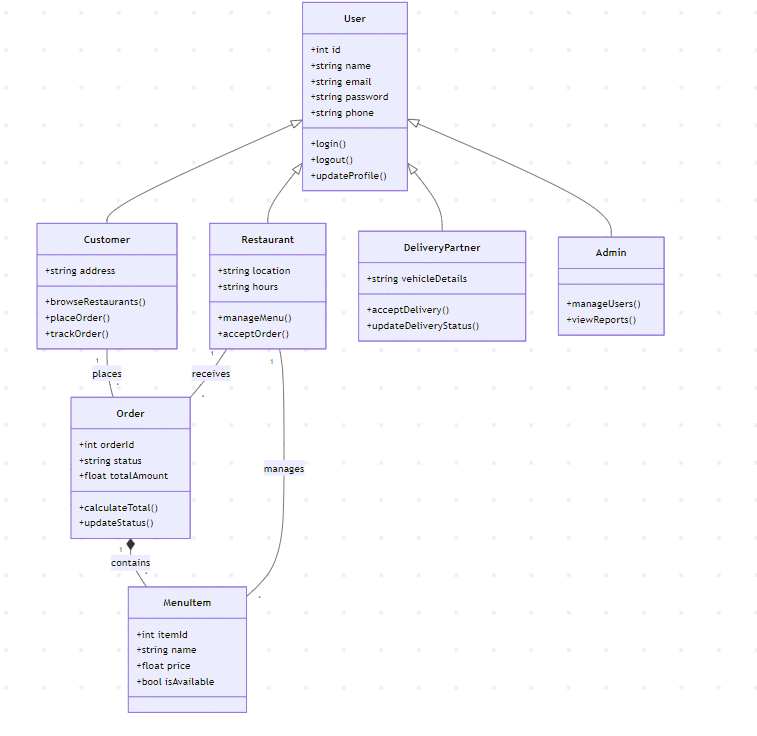 User
+int id
+string name
+string email
+string password
+string phone
+login()
+logout()
+updateProfile()
Customer
+string address
+browseRestaurants()
+placeOrder()
+trackOrder()
Restaurant
+string location
+string hours
+manageMenu()
+acceptOrder()
DeliveryPartner
+string vehicleDetails
+acceptDelivery()
+updateDeliveryStatus()
Admin
+manageUsers()
+viewReports()
1
places
*
1
receives
*
1
manages
*
Order
+int orderId
+string status
+float totalAmount
+calculateTotal()
+updateStatus()
1
contains
*
MenuItem
+int itemId
+string name
+float price
+bool isAvailable